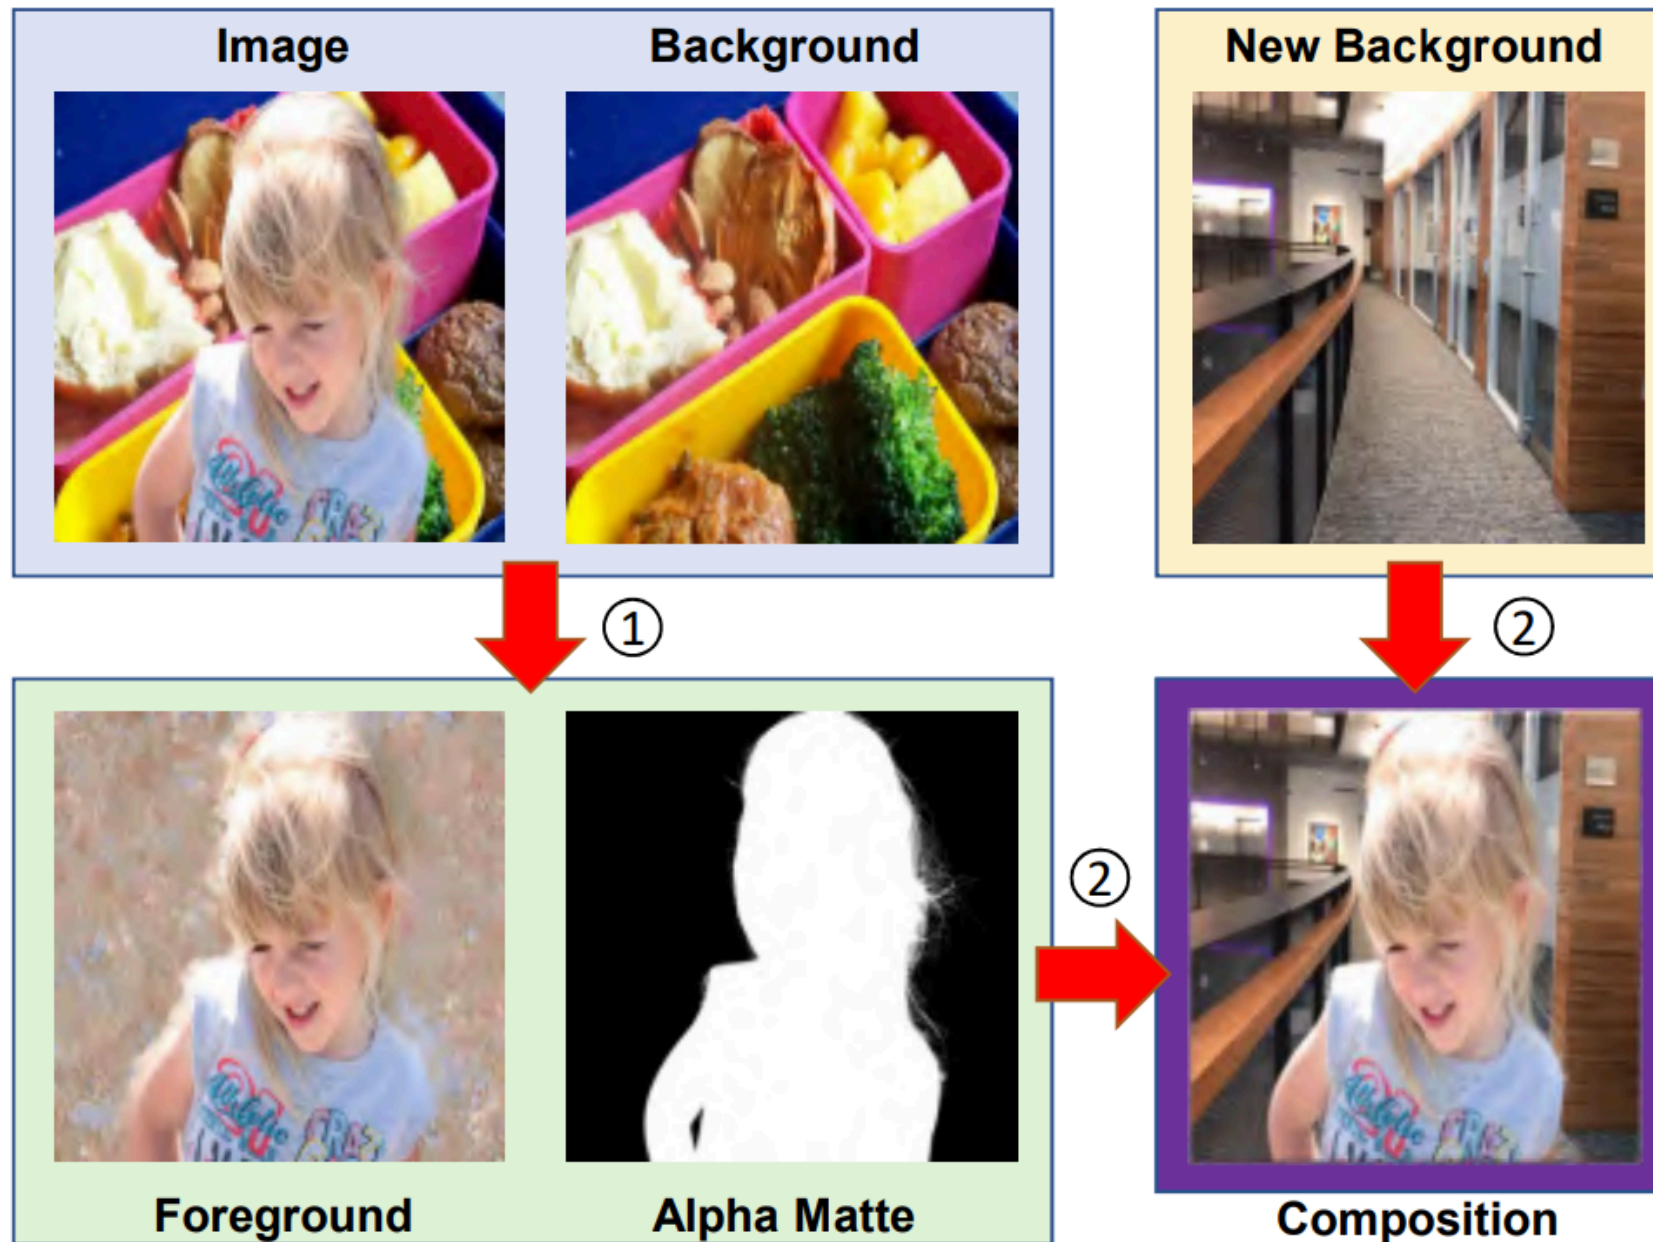 Image
Background
New Background
①
②
②
Foreground
Alpha Matte
Composition